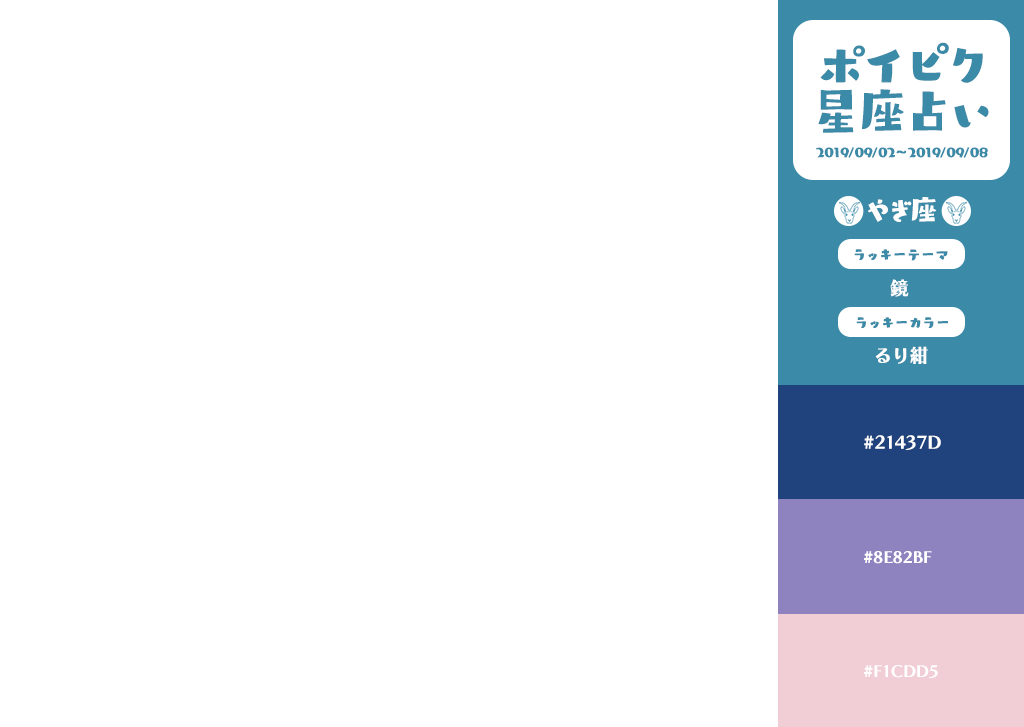 ポイピク
星座占い
2019/09/02~2019/09/08
やぎ座
ラッキーテーマ
鏡
ラッキーカラー
るり紺
#21437D
#8E82BF
#F1CDD5